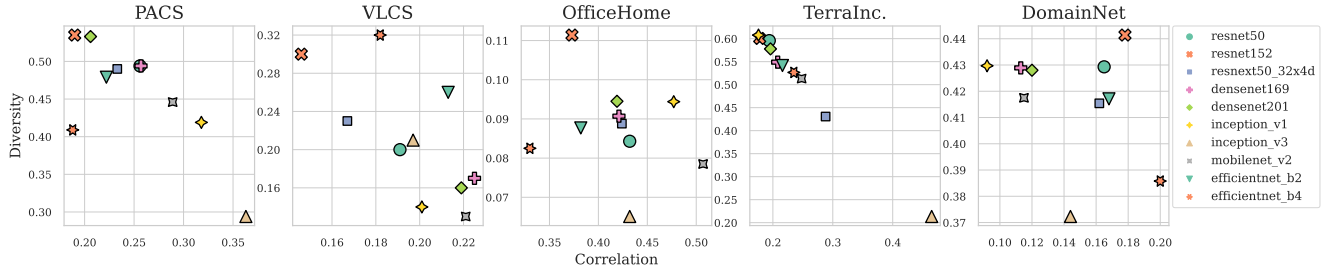 PACS VLCS OfficeHome TerraInc. DomainNet
Diversity
0.50
0.45
0.40
0.35
0.30
0.20 0.25 0.30 0.35
0.32
0.28
0.24
0.20
0.16
0.16 0.18 0.20 0.22
0.11
0.10
0.09
0.08
0.07
0.35 0.40 0.45 0.50
0.60
0.55
0.50
0.45
0.40
0.35
0.30
0.25
0.20
0.2 0.3 0.4
0.44
0.43
0.42
0.41
0.40
0.39
0.38
0.37
0.10 0.12 0.14 0.16 0.18 0.20
Correlation
resnet50
resnet152
resnext50_32x4d
densenet169
densenet201
inception_v1
inception_v3
mobilenet_v2
efficientnet_b2
efficientnet_b4